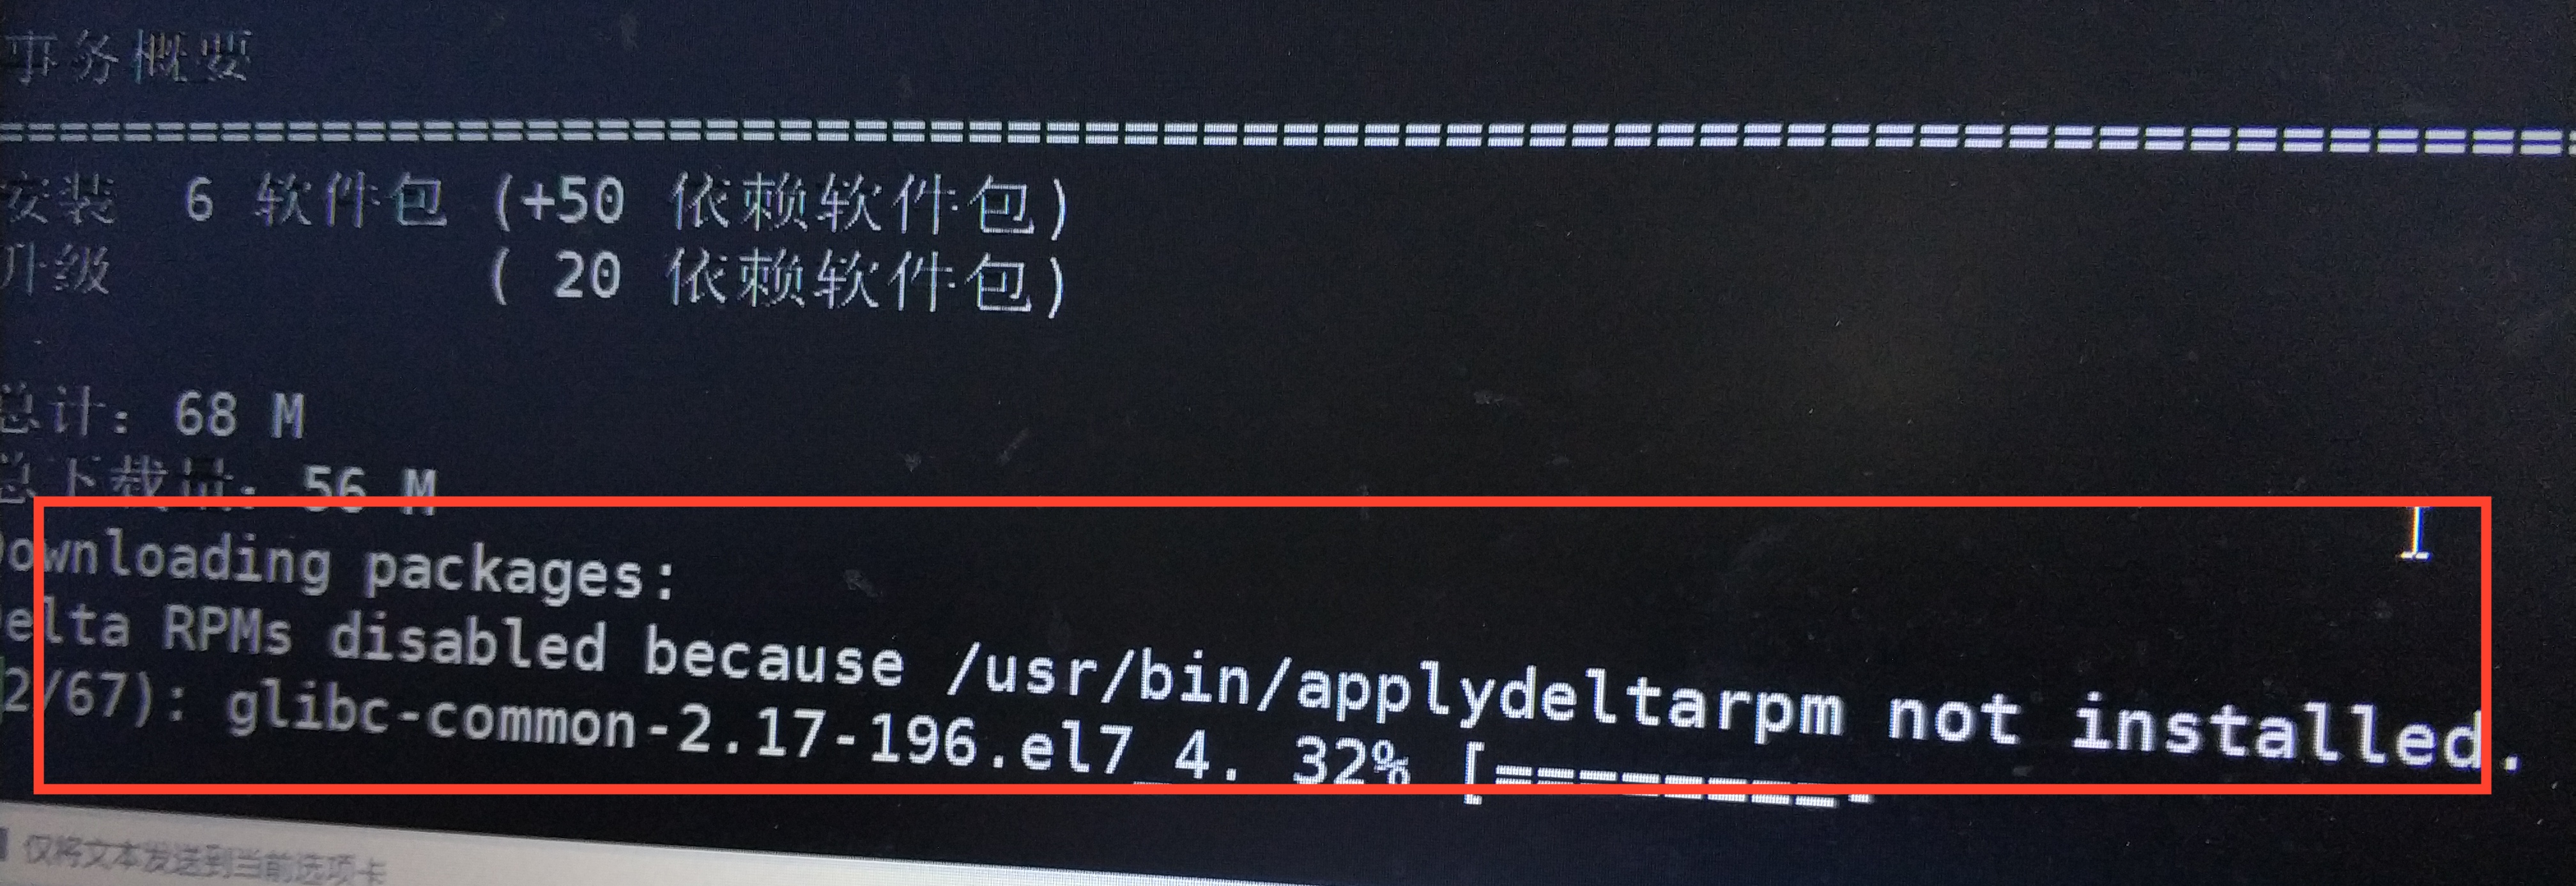 事务概要
================================================================
安装 6 软件包 (+50 依赖软件包)
升级 ( 20 依赖软件包)
总计：68 M
总下载量：56 M
Downloading packages:
Delta RPMs disabled because /usr/bin/applydeltarpm not installed.
2/67): glibc-common-2.17-196.el7_4. 32% [========-
仅将文本发送到当前选项卡